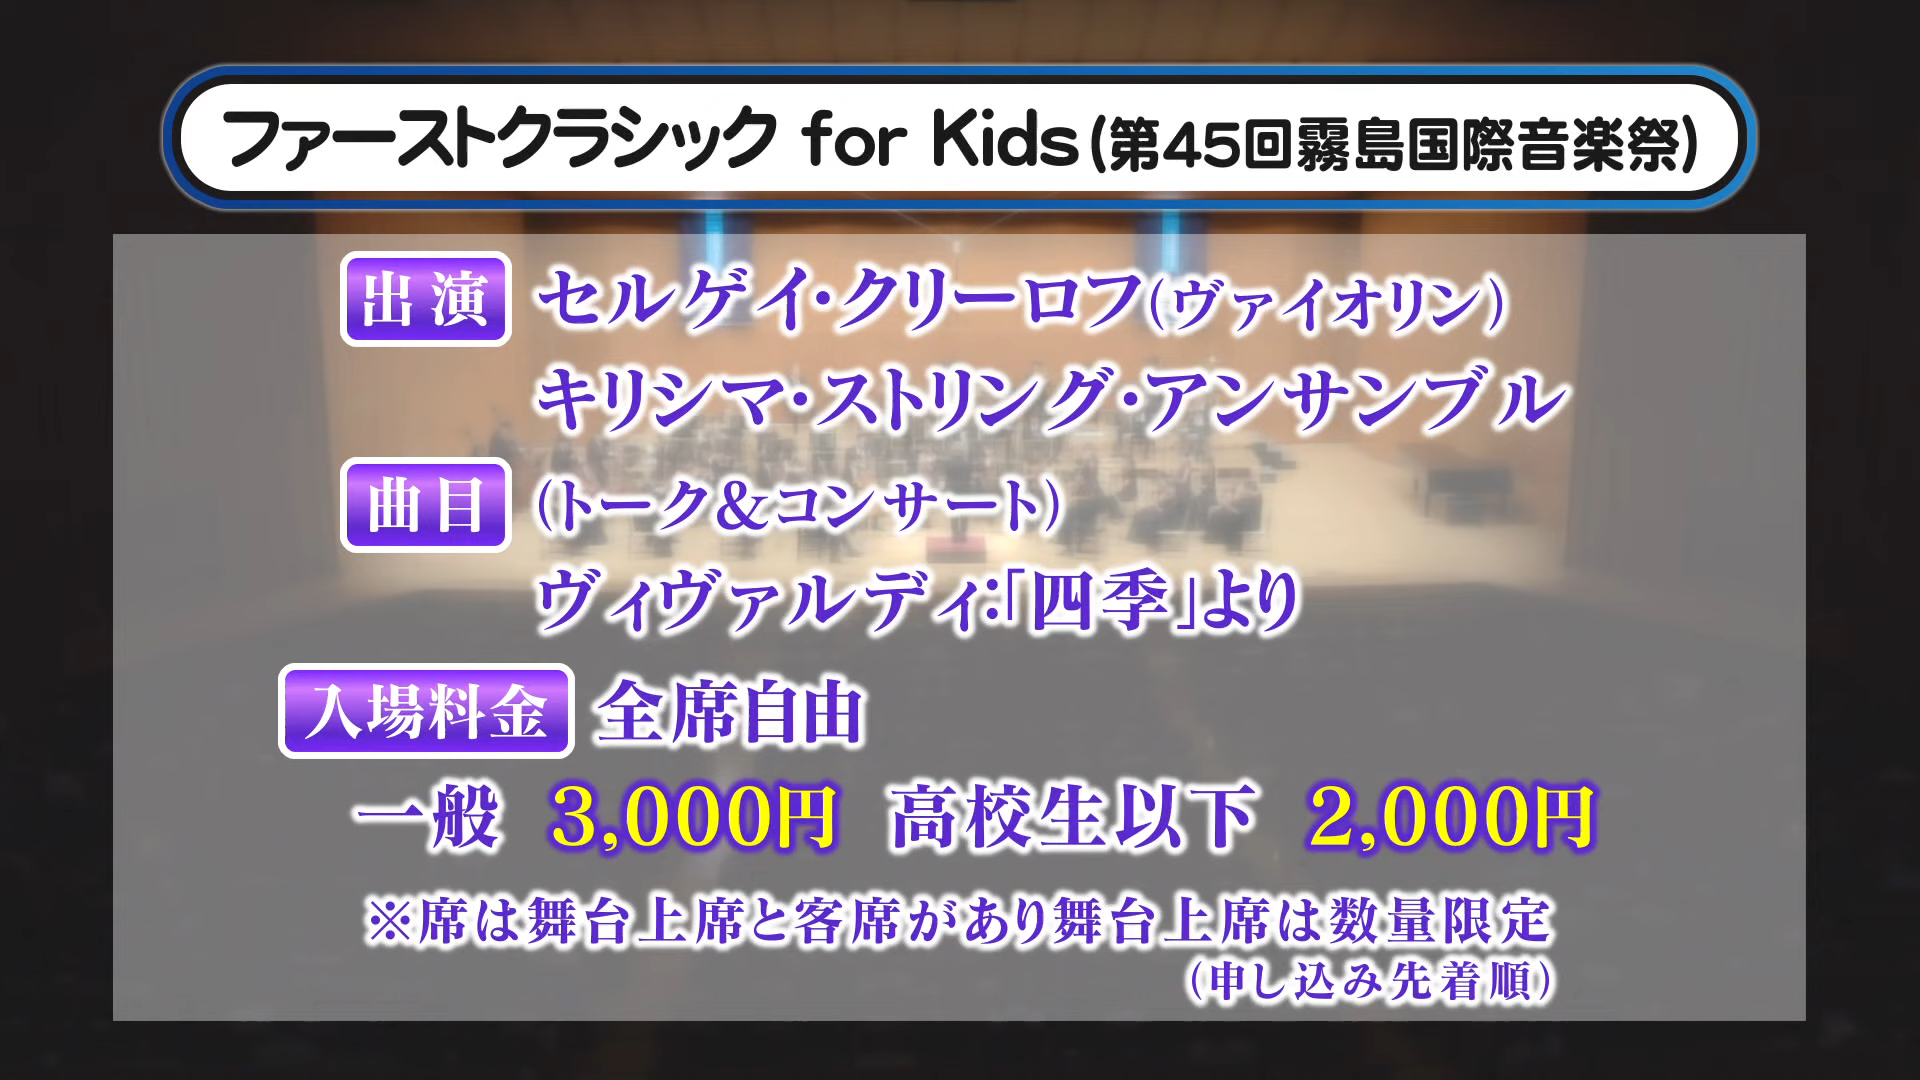 ファーストクラシック for Kids(第45回霧島国際音楽祭)
出演 セルゲイ・クリーロフ(ヴァイオリン)
キリシマ・ストリング・アンサンブル
曲目 (トーク&コンサート)
ヴィヴァルディ:「四季」より
入場料金 全席自由
一般 3,000円 高校生以下 2,000円
※席は舞台上席と客席があり舞台上席は数量限定
(申し込み先着順)